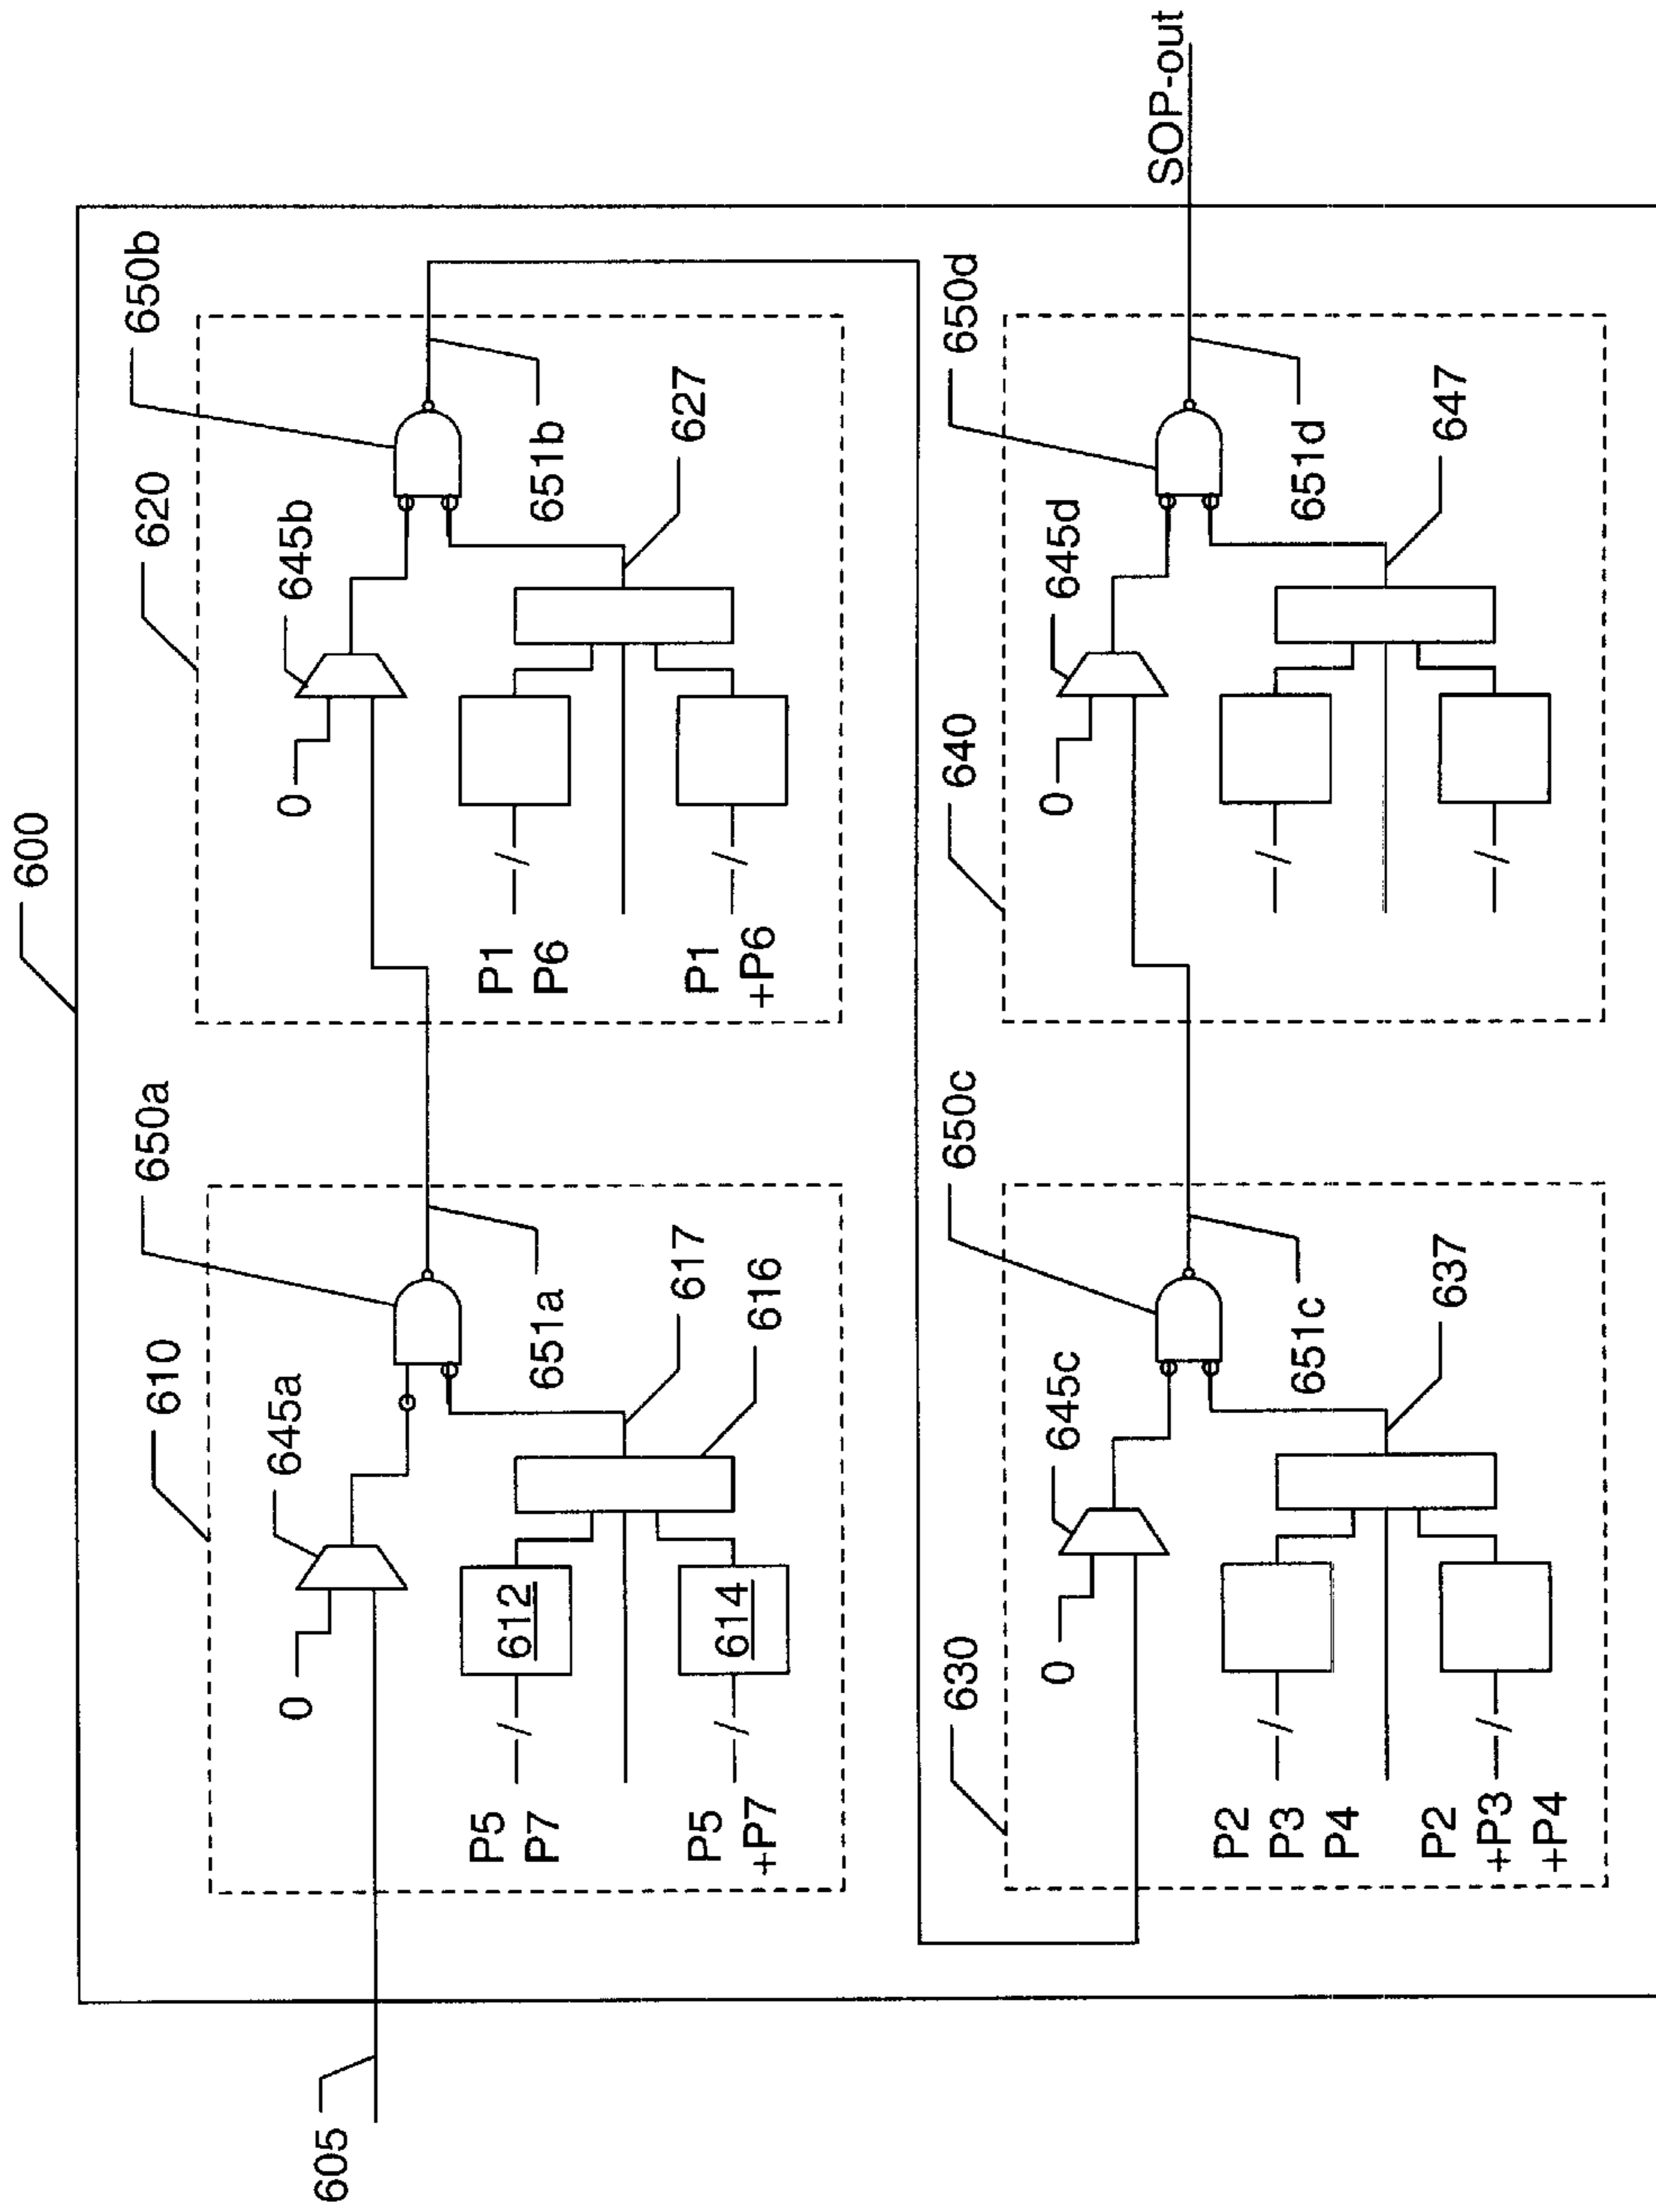 600
610
650a
620
650b
645a
645b
0
0
605
P5
P7
612
651a
617
616
P5
+P7
614
P1
P6
651b
627
P1
+P6
630
650c
640
650d
SOP-out
645c
645d
0
0
P2
P3
P4
651c
637
P2
+P3
+P4
651d
647